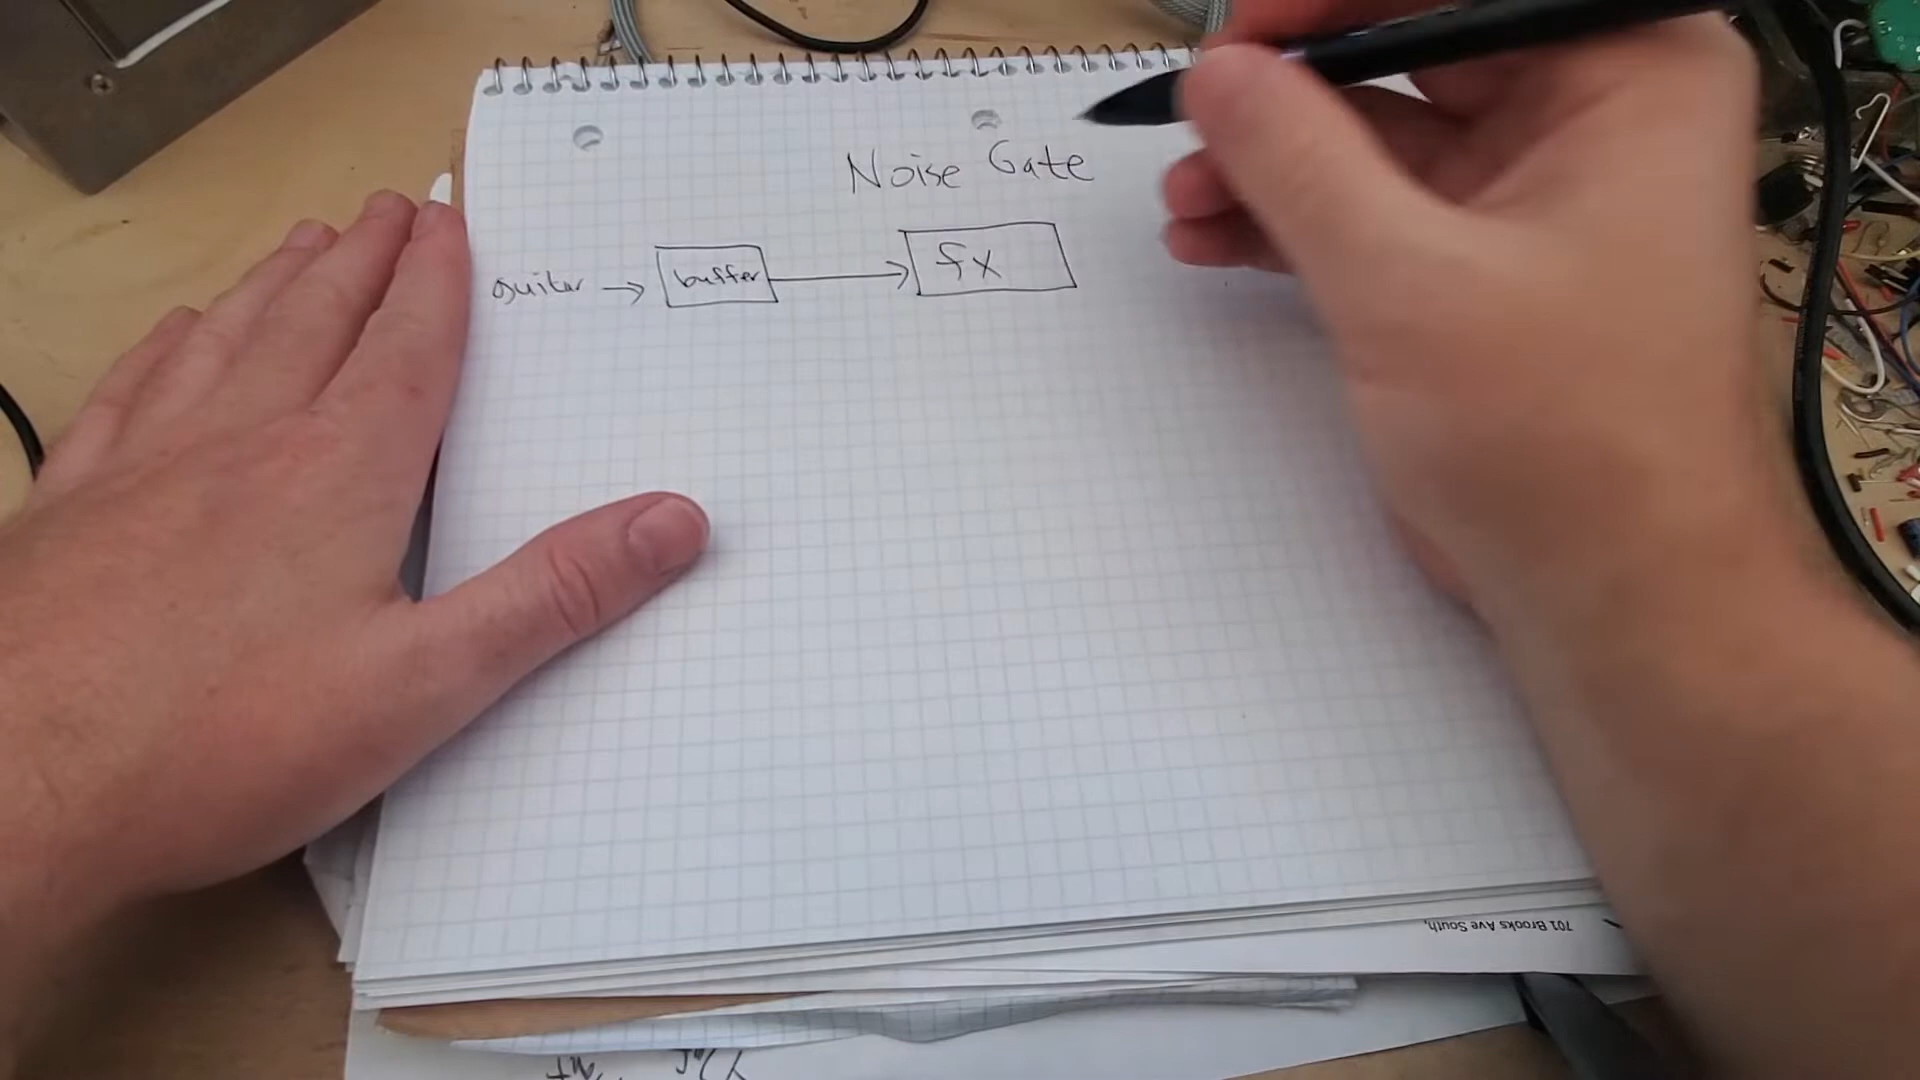 Noise Gate
guitar → buffer → fx
701 Brooks Ave South,